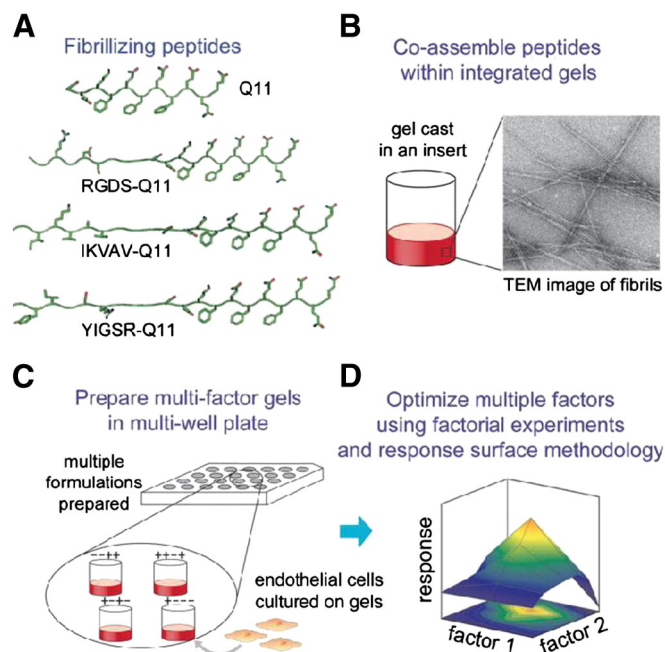 A
Fibrillizing peptides
Q11
RGDS-Q11
IKVAV-Q11
YIGSR-Q11
B
Co-assemble peptides
within integrated gels
gel cast
in an insert
TEM image of fibrils
C
Prepare multi-factor gels
in multi-well plate
multiple
formulations
prepared
--++
++-+
+-+-
+---
endothelial cells
cultured on gels
D
Optimize multiple factors
using factorial experiments
and response surface methodology
response
factor 1
factor 2